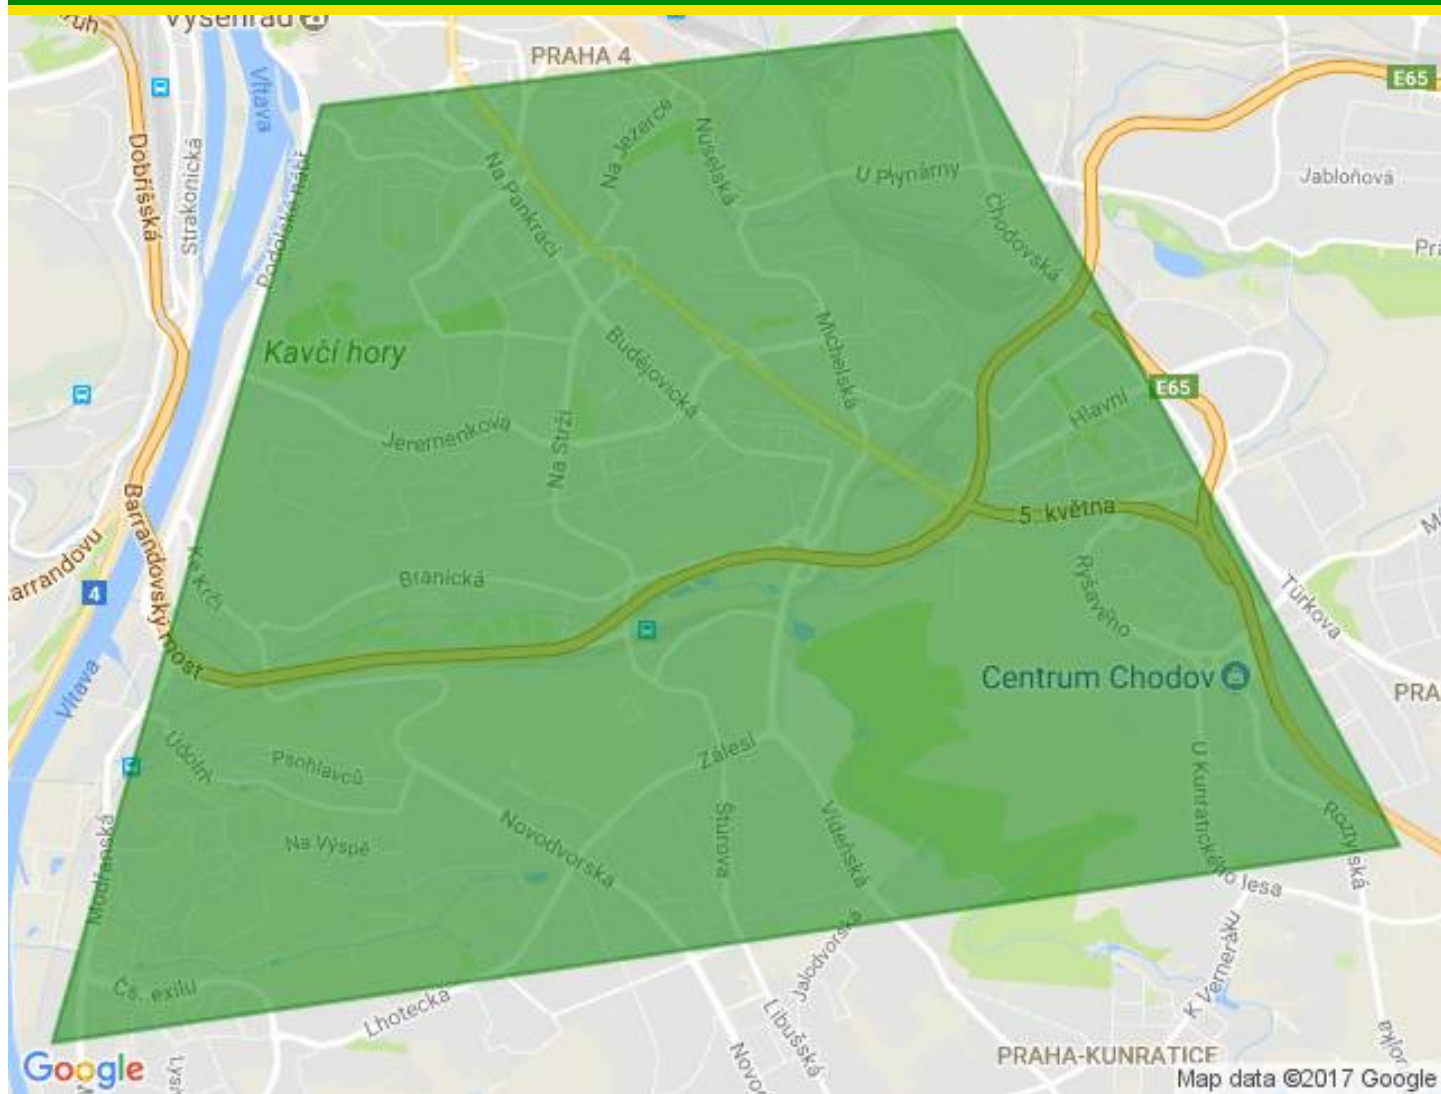 Vyšehrad
PRAHA 4
E65
Vltava
Dobříšská
Strakonická
Podolské nábř
Na Pankráci
Na Jezerce
Nuselská
U Plynárny
Chodovská
Jabloňová
Kavčí hory
Budějovická
Michelská
E65
Hlavní
Jeremenkova
Na Strži
Barrandovský most
5. května
Ke Krči
Branická
4
Ryšavého
Türkova
Vltava
Centrum Chodov
Údolní
Psohlavců
Zálesí
U Kunratického lesa
Na Výspě
Novodvorská
Štúrova
Vídeňská
Roztylská
Modřanská
Jalodvorská
K Verneráku
Čs. exilu
Lhotecká
Libušská
PRAHA-KUNRATICE
Google
Map data ©2017 Google